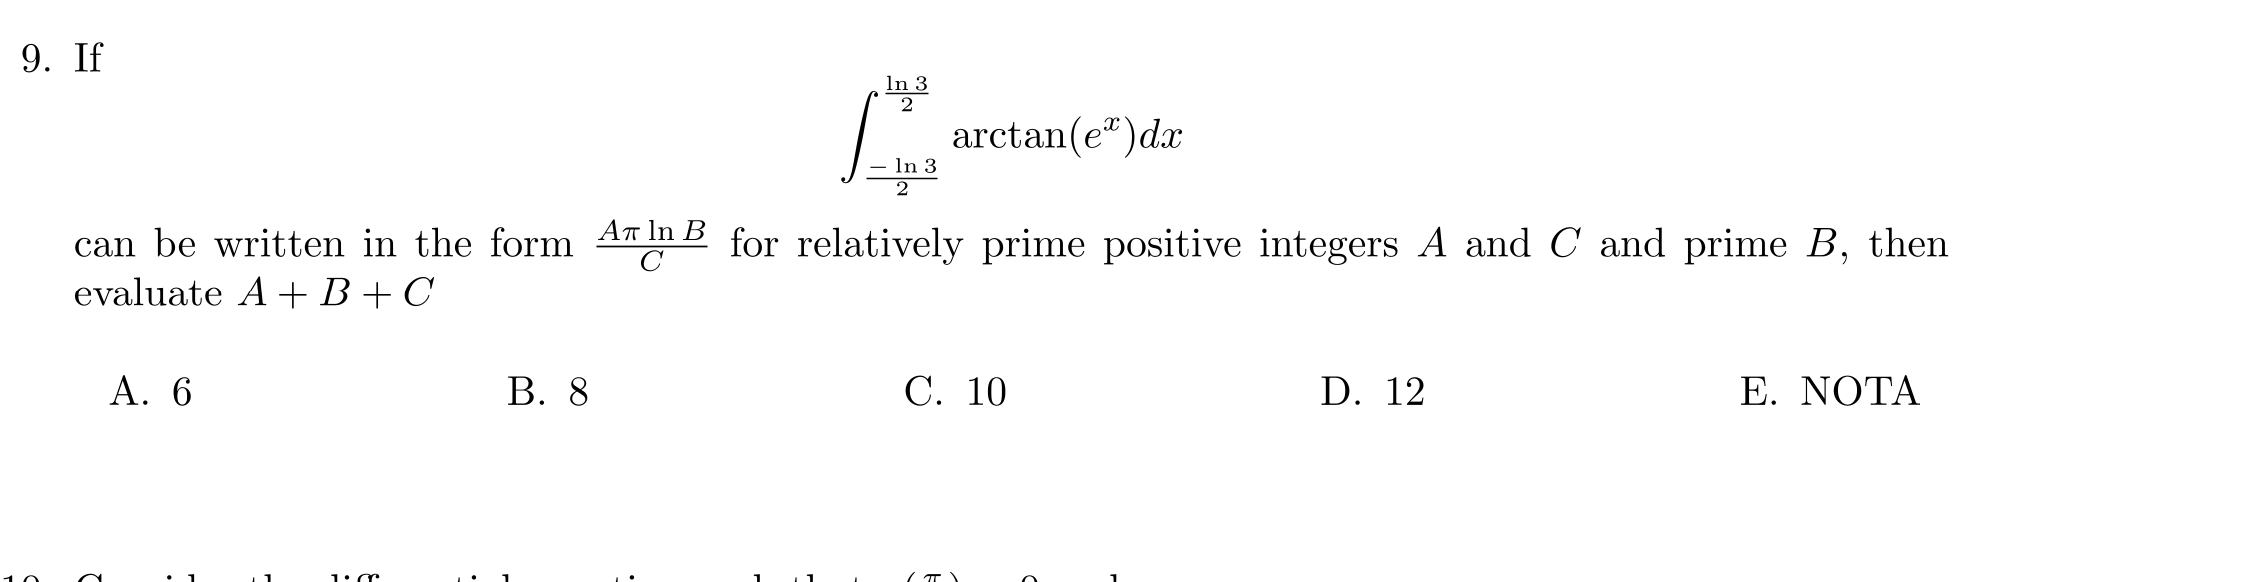 9. If
$$\int_{\frac{-\ln 3}{2}}^{\frac{\ln 3}{2}} \arctan(e^x)dx$$
can be written in the form $\frac{A\pi \ln B}{C}$ for relatively prime positive integers $A$ and $C$ and prime $B$, then
evaluate $A + B + C$
A. 6 B. 8 C. 10 D. 12 E. NOTA